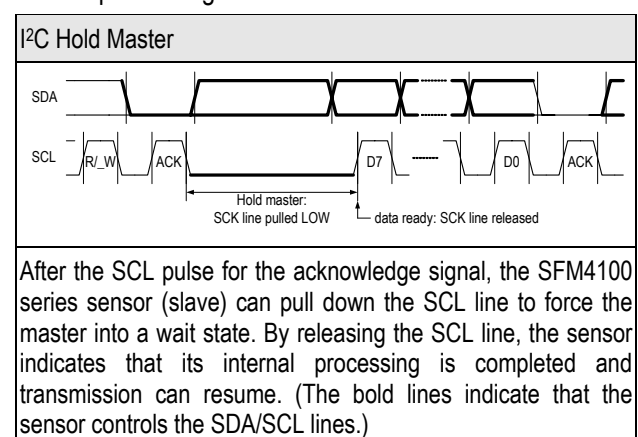 I²C Hold Master
SDA
SCL
R/_W
ACK
D7
D0
ACK
Hold master:
SCK line pulled LOW
data ready: SCK line released
After the SCL pulse for the acknowledge signal, the SFM4100
series sensor (slave) can pull down the SCL line to force the
master into a wait state. By releasing the SCL line, the sensor
indicates that its internal processing is completed and
transmission can resume. (The bold lines indicate that the
sensor controls the SDA/SCL lines.)